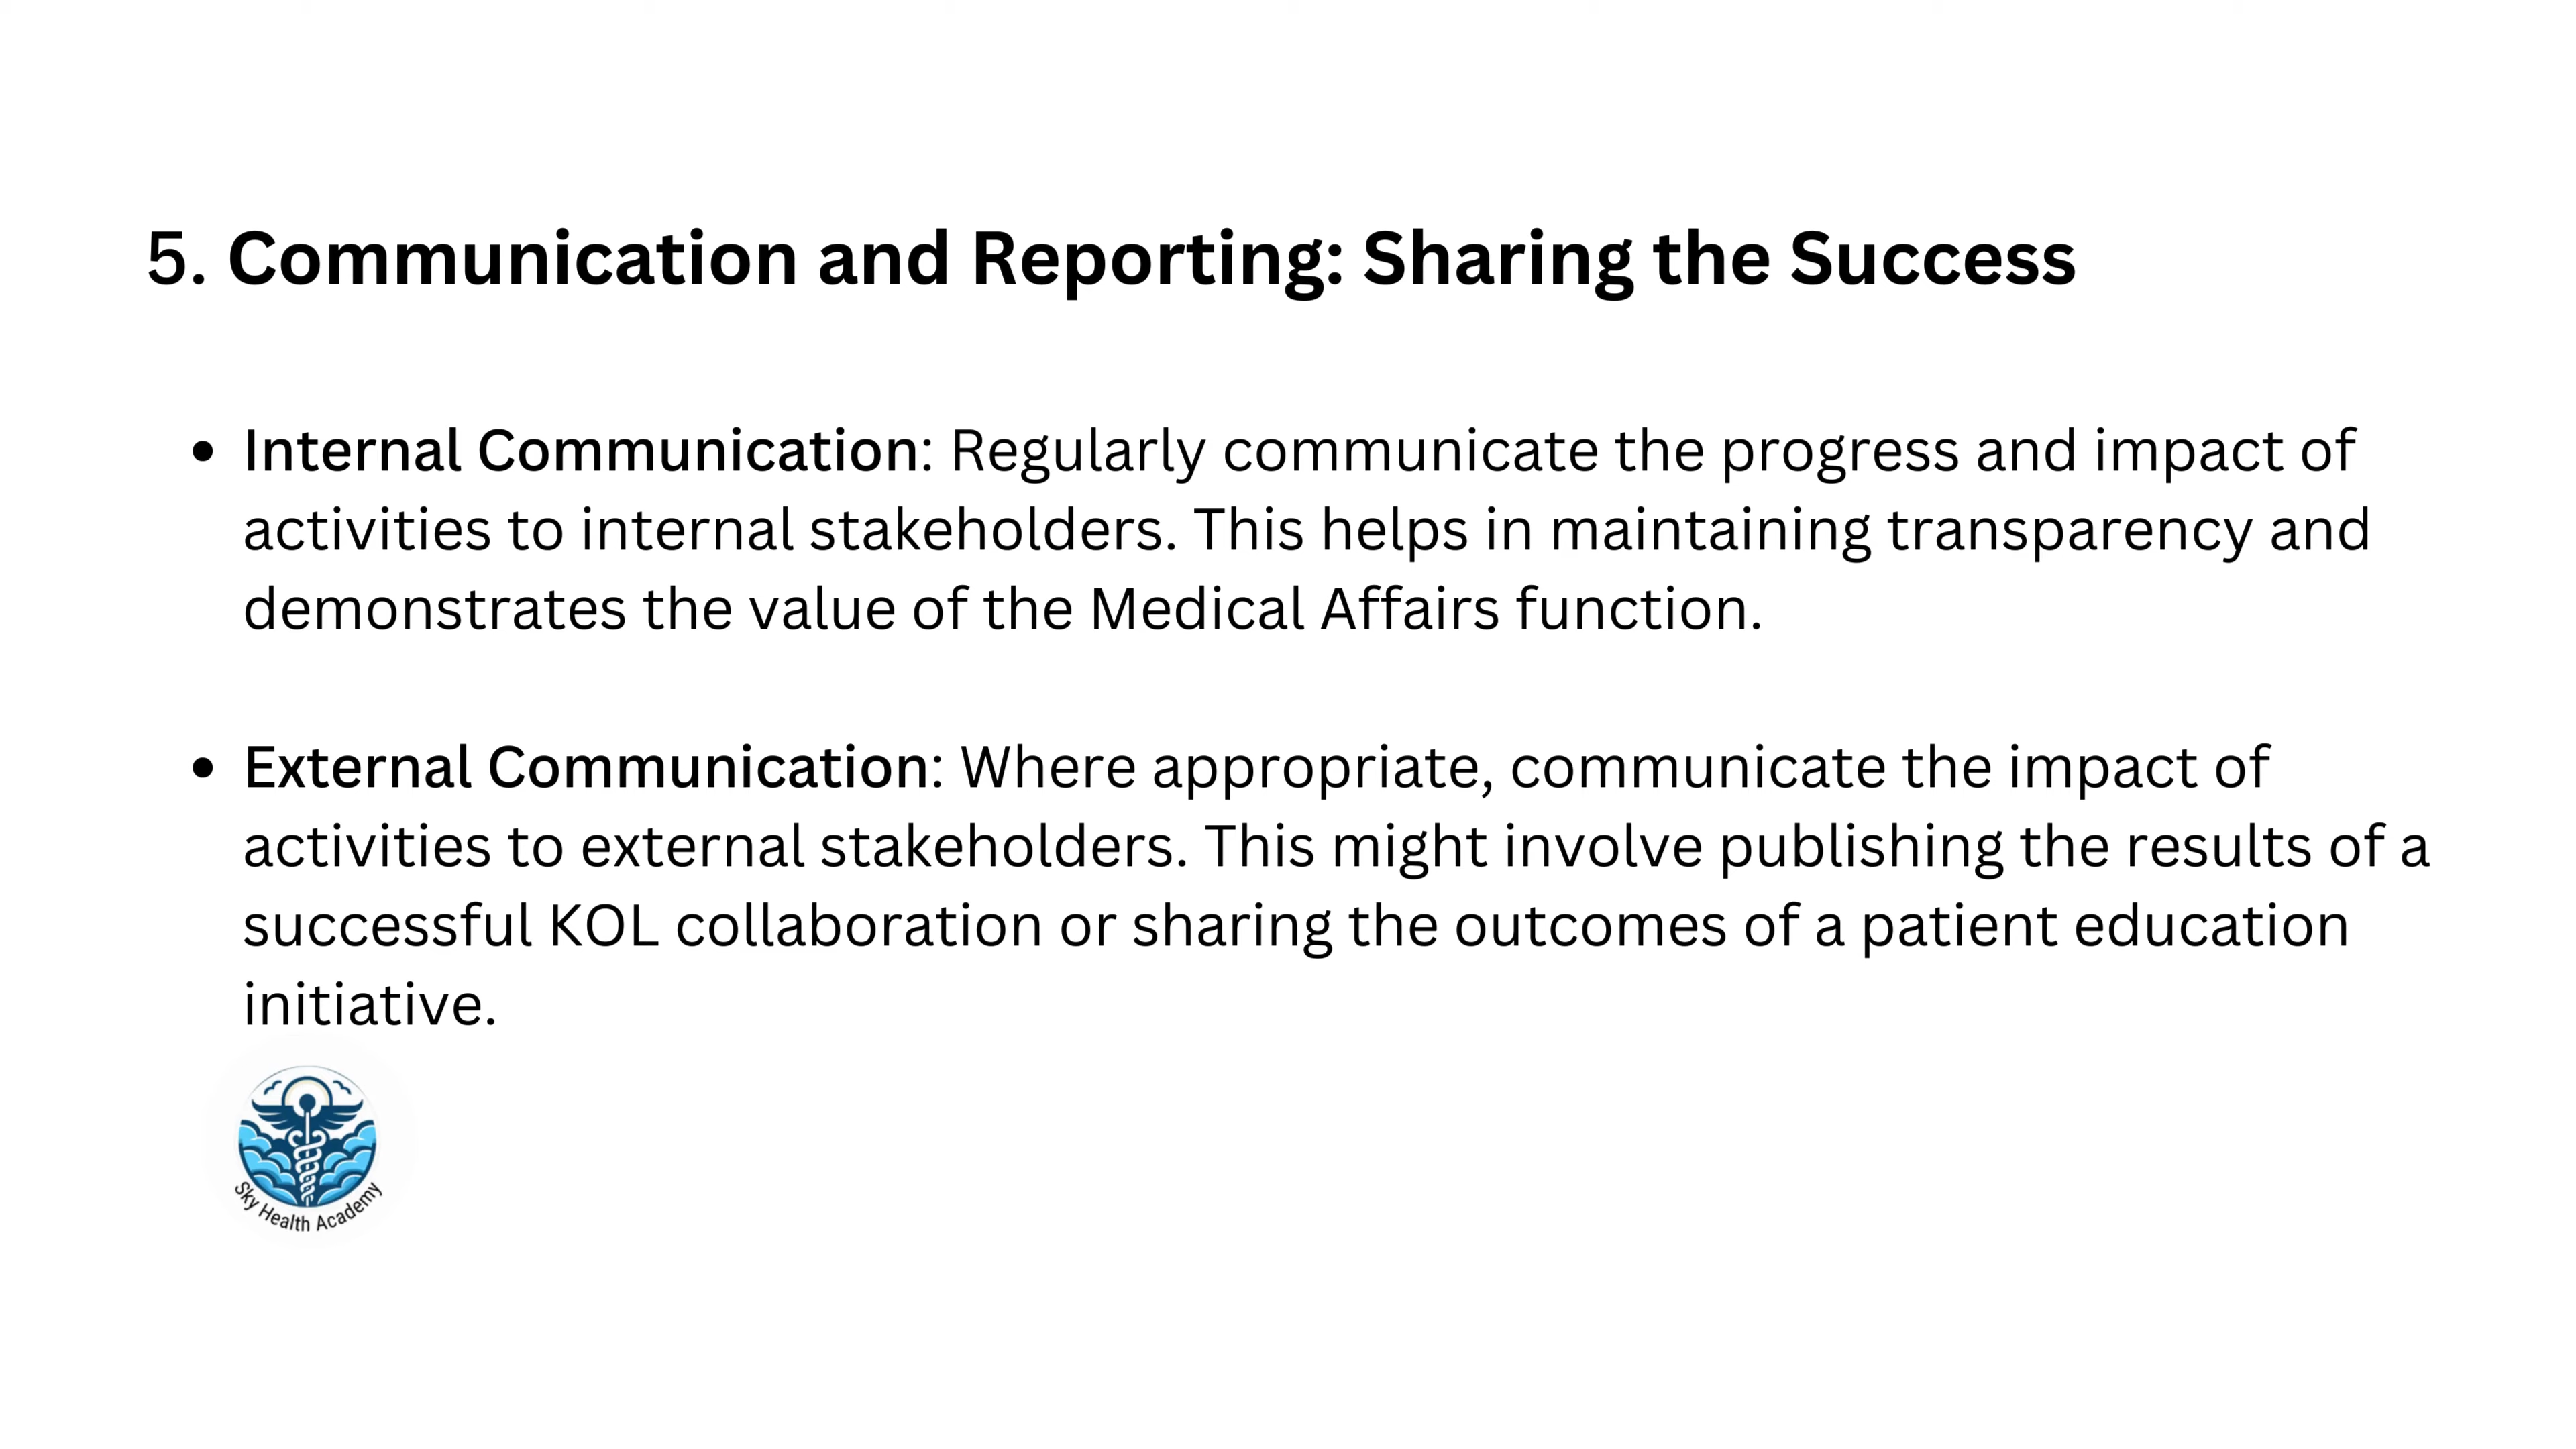 5. Communication and Reporting: Sharing the Success
• Internal Communication: Regularly communicate the progress and impact of
activities to internal stakeholders. This helps in maintaining transparency and
demonstrates the value of the Medical Affairs function.
• External Communication: Where appropriate, communicate the impact of
activities to external stakeholders. This might involve publishing the results of a
successful KOL collaboration or sharing the outcomes of a patient education
initiative.
Sky Health Academy